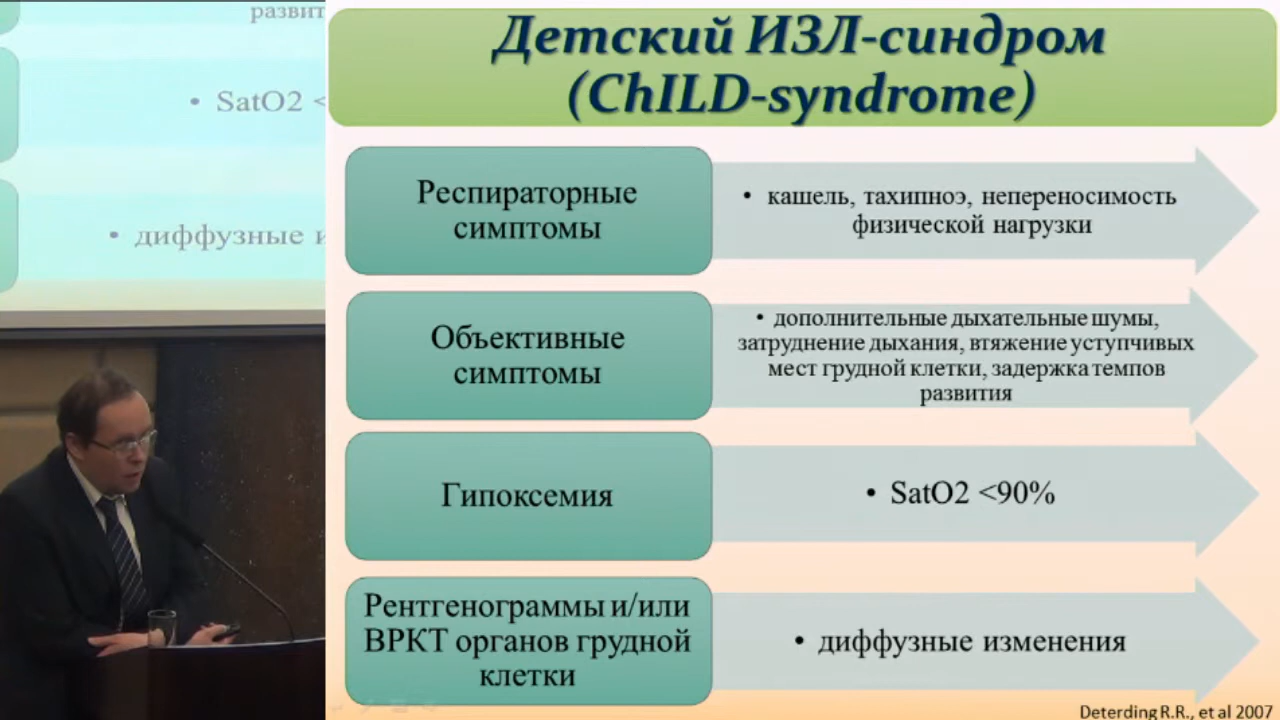 развит
• SatO2 <
• диффузные и
Детский ИЗЛ-синдром
(ChILD-syndrome)
Респираторные
симптомы
• кашель, тахипноэ, непереносимость
физической нагрузки
Объективные
симптомы
• дополнительные дыхательные шумы,
затруднение дыхания, втяжение уступчивых
мест грудной клетки, задержка темпов
развития
Гипоксемия
• SatO2 <90%
Рентгенограммы и/или
ВРКТ органов грудной
клетки
• диффузные изменения
Deterding R.R., et al 2007